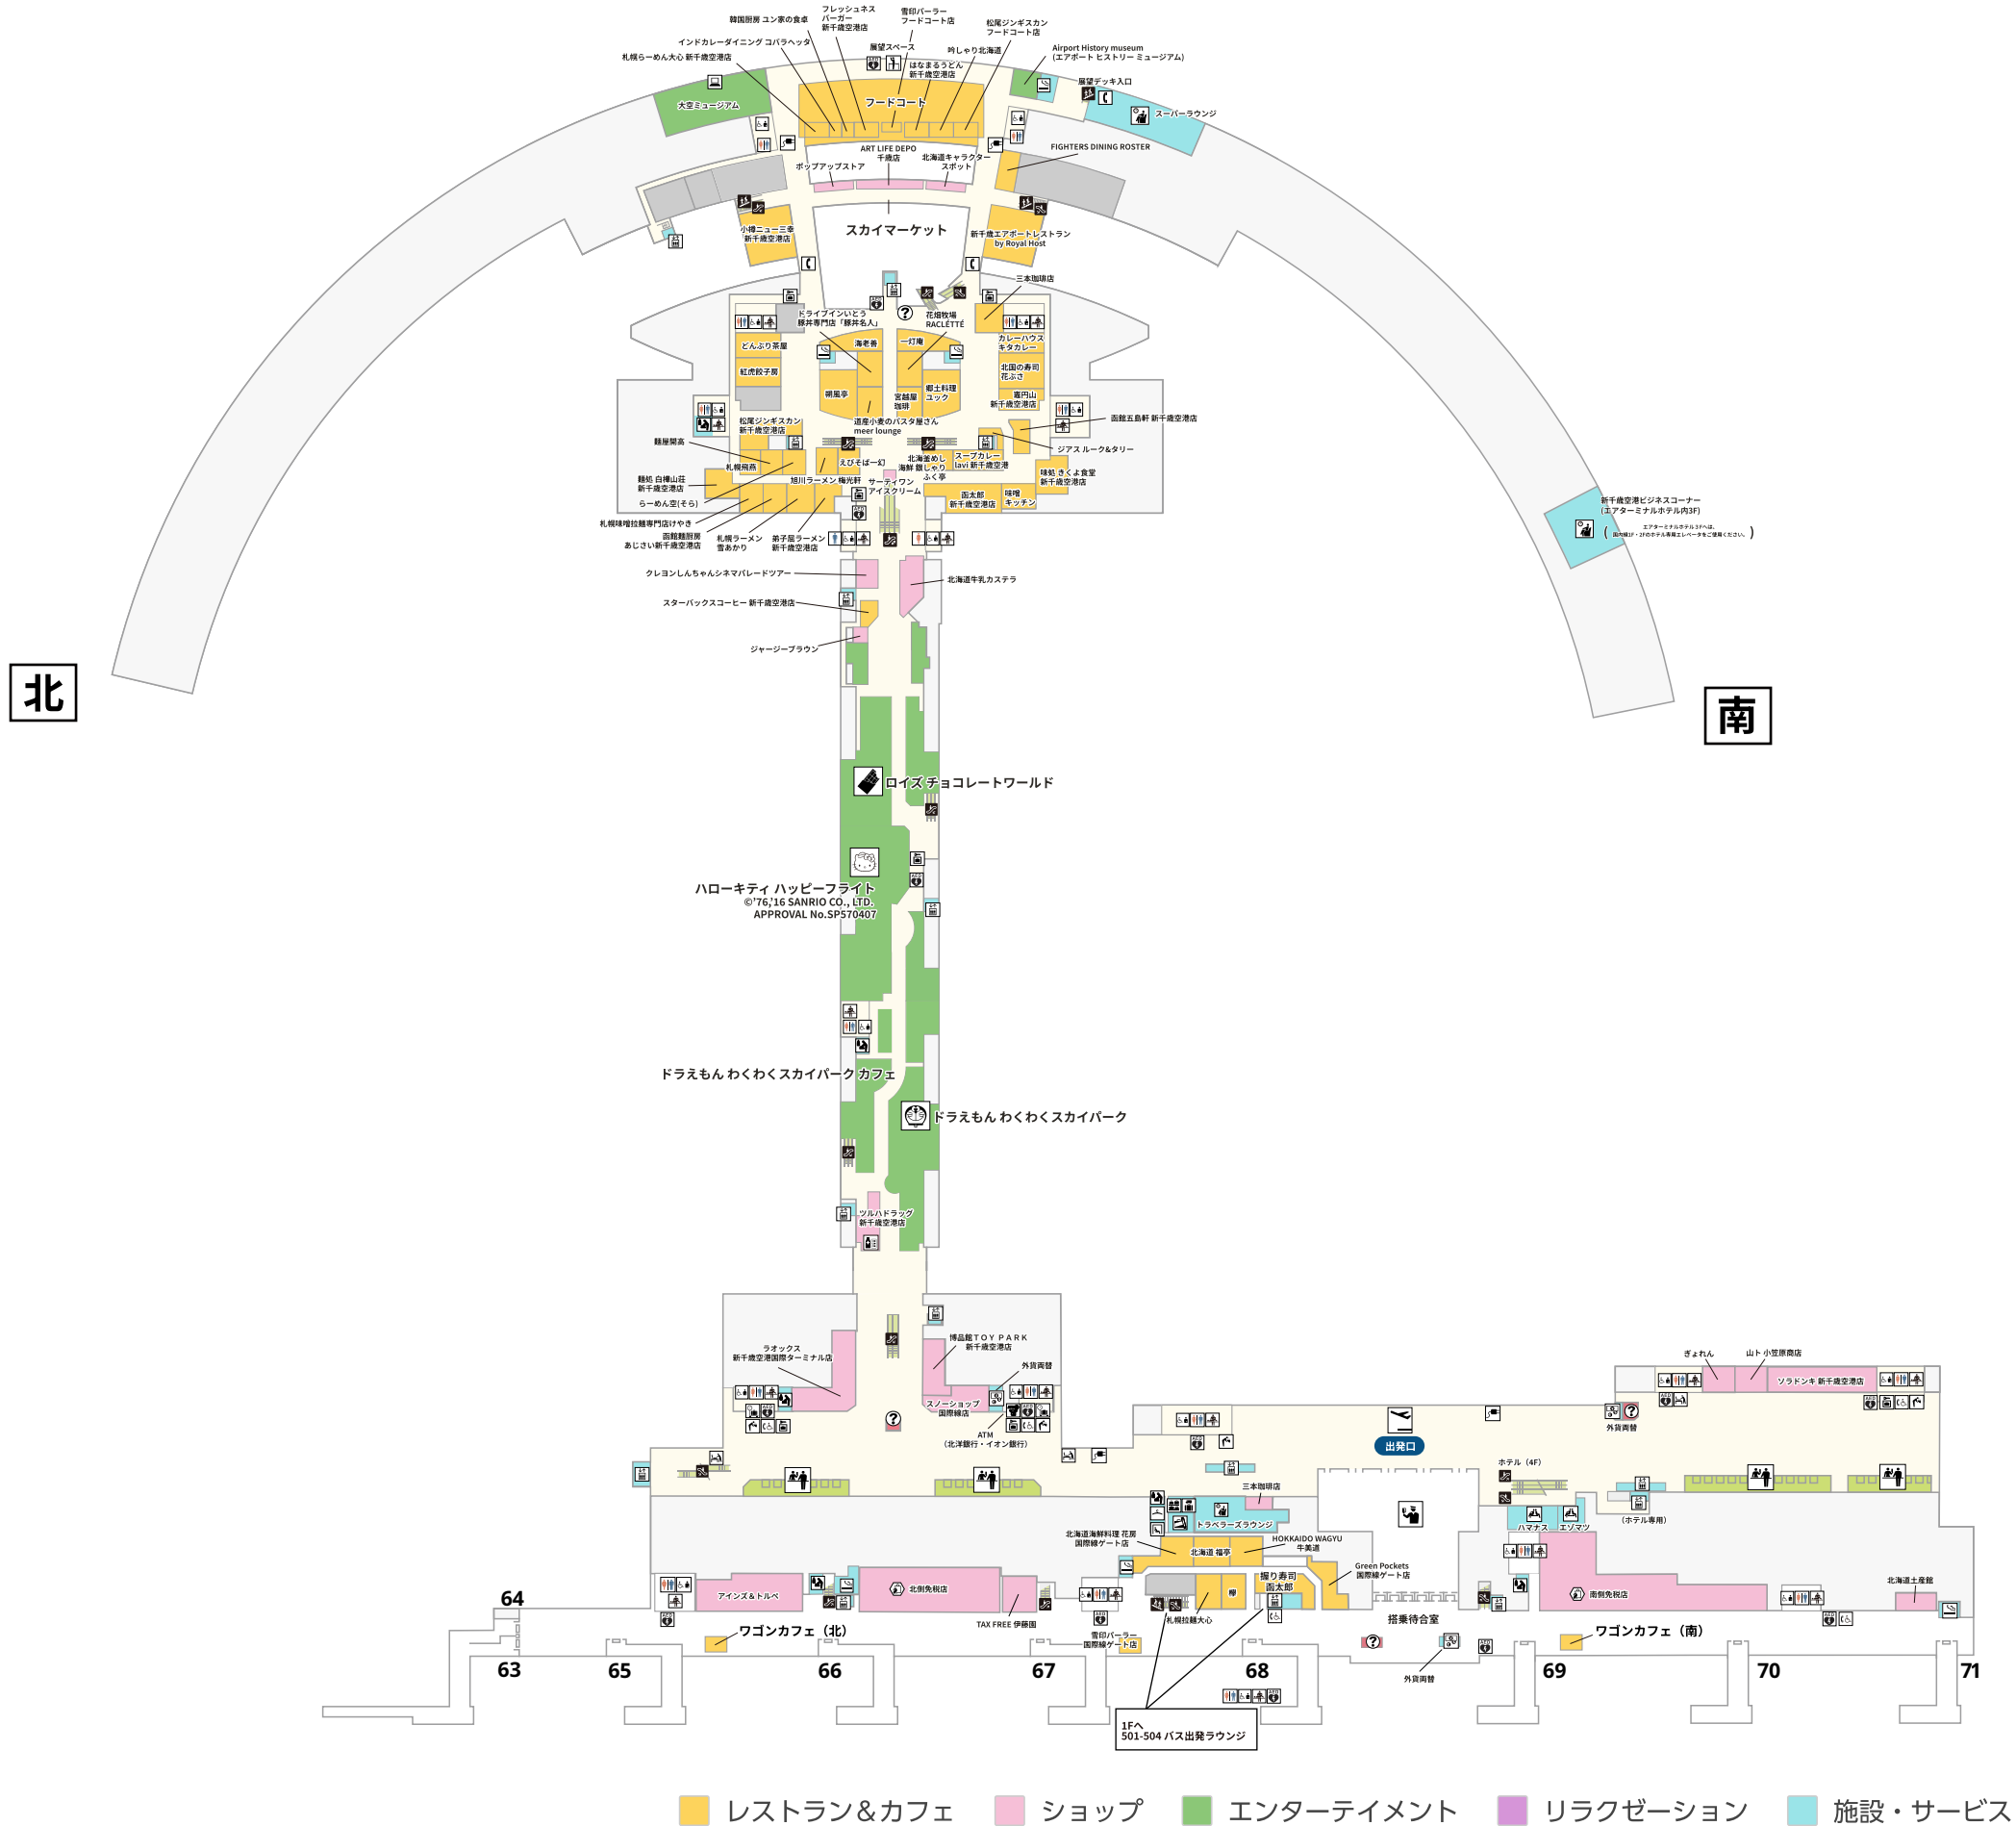 フレッシュネス
バーガー
新千歳空港店
雪印パーラー
フードコート店
韓国厨房 ユン家の食卓
松尾ジンギスカン
フードコート店
インドカレーダイニング コバラヘッタ
展望スペース
吟しゃり北海道
Airport History museum
(エアポート ヒストリー ミュージアム)
札幌らーめん大心 新千歳空港店
はなまるうどん
新千歳空港店
展望デッキ入口
大空ミュージアム
フードコート
スーパーラウンジ
ART LIFE DEPO
千歳店
FIGHTERS DINING ROSTER
ポップアップストア
北海道キャラクター
スポット
スカイマーケット
小樽ニュー三幸
新千歳空港店
新千歳エアポートレストラン
by Royal Host
三本珈琲店
ドライブインいとう
豚丼専門店「豚丼名人」
花畑牧場
RACLETTE
どんぶり茶屋
海老善
一灯庵
カレーハウス
キタカレー
紅虎餃子房
北国の寿司
花ふさ
朔風亭
宮越屋
珈琲
郷土料理
ユック
嘉円山
新千歳空港店
松尾ジンギスカン
新千歳空港店
道産小麦のパスタ屋さん
meer lounge
函館五島軒 新千歳空港店
麺屋開高
ジアス ルーク&タリー
札幌飛燕
えびそば一幻
北海釜めし
海鮮 銀しゃり
ふく亭
スープカレー
lavi 新千歳空港
味処 きくよ食堂
新千歳空港店
麺処 白樺山荘
新千歳空港店
旭川ラーメン 梅光軒
サーティワン
アイスクリーム
らーめん空(そら)
函太郎
新千歳空港店
味噌
キッチン
新千歳空港ビジネスコーナー
(エアターミナルホテル内3F)
エアターミナルホテル3Fへは、
国内線1F・2Fのホテル専用エレベータをご使用ください。
札幌味噌拉麺専門店けやき
函館麺厨房
あじさい新千歳空港店
札幌ラーメン
雪あかり
弟子屈ラーメン
新千歳空港店
クレヨンしんちゃんシネマパレードツアー
北海道牛乳カステラ
スターバックスコーヒー 新千歳空港店
ジャージーブラウン
北
南
ロイズ チョコレートワールド
ハローキティ ハッピーフライト
©'76,'16 SANRIO CO., LTD.
APPROVAL No.SP570407
ドラえもん わくわくスカイパーク カフェ
ドラえもん わくわくスカイパーク
ツルハドラッグ
新千歳空港店
ラオックス
新千歳空港国際ターミナル店
博品館TOY PARK
新千歳空港店
外貨両替
スノーショップ
国際線店
ATM
（北洋銀行・イオン銀行）
ぎょれん
山ト 小笠原商店
ソラドンキ 新千歳空港店
外貨両替
出発口
ホテル（4F）
三本珈琲店
トラベラーズラウンジ
ハマナス
エゾマツ
（ホテル専用）
北海道海鮮料理 花房
国際線ゲート店
北海道 福亭
HOKKAIDO WAGYU
牛美道
Green Pockets
国際線ゲート店
アインズ＆トルペ
北側免税店
TAX FREE 伊藤園
握り寿司
函太郎
札幌拉麺大心
南側免税店
北海道土産館
搭乗待合室
64
ワゴンカフェ（北）
雪印パーラー
国際線ゲート店
ワゴンカフェ（南）
外貨両替
63
65
66
67
68
69
70
71
1Fへ
501-504 バス出発ラウンジ
レストラン＆カフェ
ショップ
エンターテイメント
リラクゼーション
施設・サービス